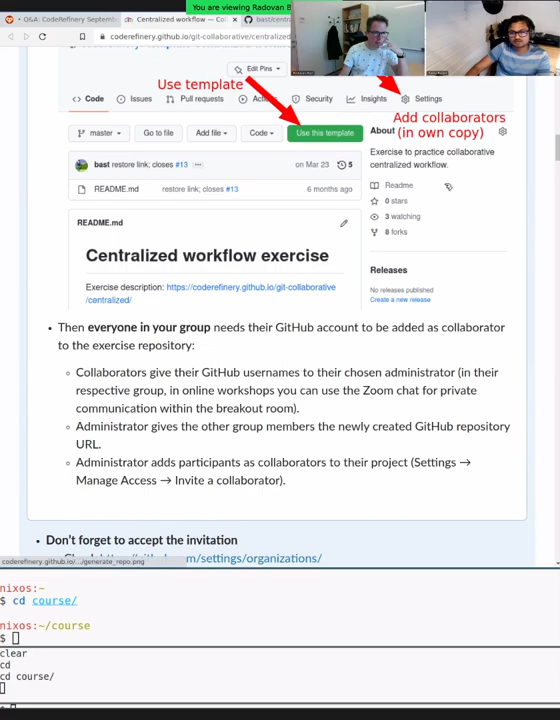 You are viewing Radovan B
Q&A: CodeRefinery Septemb
Centralized workflow — Co
bast/centr
coderefinery.github.io/git-collaborative/centralized
Edit Pins
Use template
Code
Issues
Pull requests
Security
Insights
Settings
Add collaborators
(in own copy)
master
Go to file
Add file
Code
Use this template
About
Exercise to practice collaborative
centralized workflow.
bast restore link; closes #13
on Mar 23
5
README.md
restore link; closes #13
6 months ago
Readme
0 stars
3 watching
8 forks
README.md
Centralized workflow exercise
Exercise description: https://coderefinery.github.io/git-collaborative
/centralized/
Releases
No releases published
Create a new release
Then everyone in your group needs their GitHub account to be added as collaborator
to the exercise repository:
Collaborators give their GitHub usernames to their chosen administrator (in their
respective group, in online workshops you can use the Zoom chat for private
communication within the breakout room).
Administrator gives the other group members the newly created GitHub repository
URL.
Administrator adds participants as collaborators to their project (Settings →
Manage Access → Invite a collaborator).
Don't forget to accept the invitation
m/settings/organizations/
coderefinery.github.io/.../generate_repo.png
nixos:~
$ cd course/
nixos:~/course
$
clear
cd
cd course/